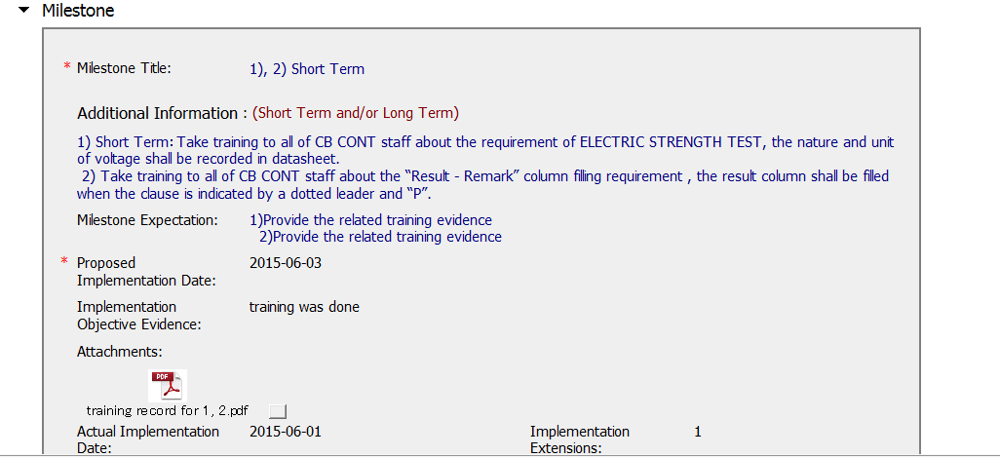 Milestone
* Milestone Title: 1), 2) Short Term
Additional Information : (Short Term and/or Long Term)
1) Short Term: Take training to all of CB CONT staff about the requirement of ELECTRIC STRENGTH TEST, the nature and unit
of voltage shall be recorded in datasheet.
2) Take training to all of CB CONT staff about the “Result - Remark” column filing requirement , the result column shall be filled
when the clause is indicated by a dotted leader and “P”.
Milestone Expectation: 1)Provide the related training evidence
2)Provide the related training evidence
* Proposed 2015-06-03
Implementation Date:
Implementation training was done
Objective Evidence:
Attachments:
PDF
training record for 1, 2.pdf
Actual Implementation 2015-06-01 Implementation 1
Date: Extensions: